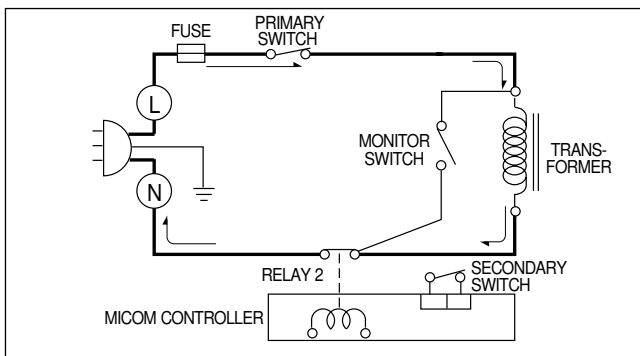 FUSE
PRIMARY
SWITCH
L
MONITOR
SWITCH
TRANS-
FORMER
N
RELAY 2
SECONDARY
SWITCH
MICOM CONTROLLER